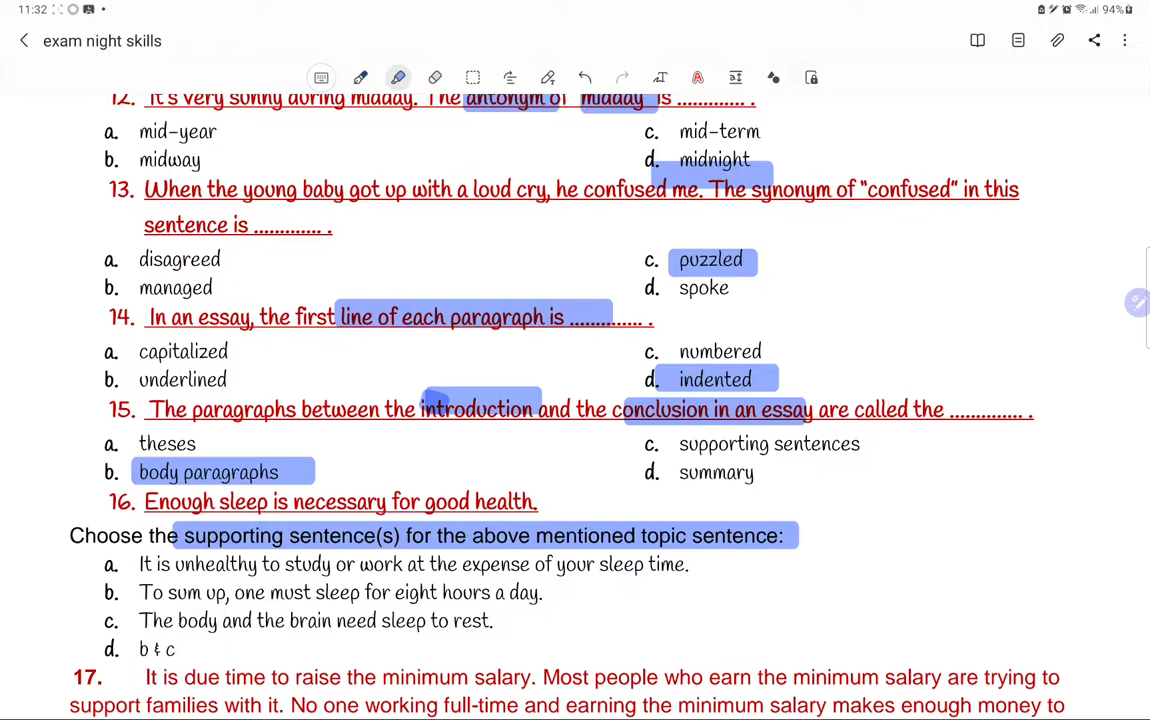 11:32
94%
exam night skills
12. It's very sunny during midday. The antonym of "midday" is ............. .
a. mid-year
c. mid-term
b. midway
d. midnight
13. When the young baby got up with a loud cry, he confused me. The synonym of "confused" in this
sentence is ............. .
a. disagreed
c. puzzled
b. managed
d. spoke
14. In an essay, the first line of each paragraph is ............. .
a. capitalized
c. numbered
b. underlined
d. indented
15. The paragraphs between the introduction and the conclusion in an essay are called the ............. .
a. theses
c. supporting sentences
b. body paragraphs
d. summary
16. Enough sleep is necessary for good health.
Choose the supporting sentence(s) for the above mentioned topic sentence:
a. It is unhealthy to study or work at the expense of your sleep time.
b. To sum up, one must sleep for eight hours a day.
c. The body and the brain need sleep to rest.
d. b & c
17. It is due time to raise the minimum salary. Most people who earn the minimum salary are trying to
support families with it. No one working full-time and earning the minimum salary makes enough money to